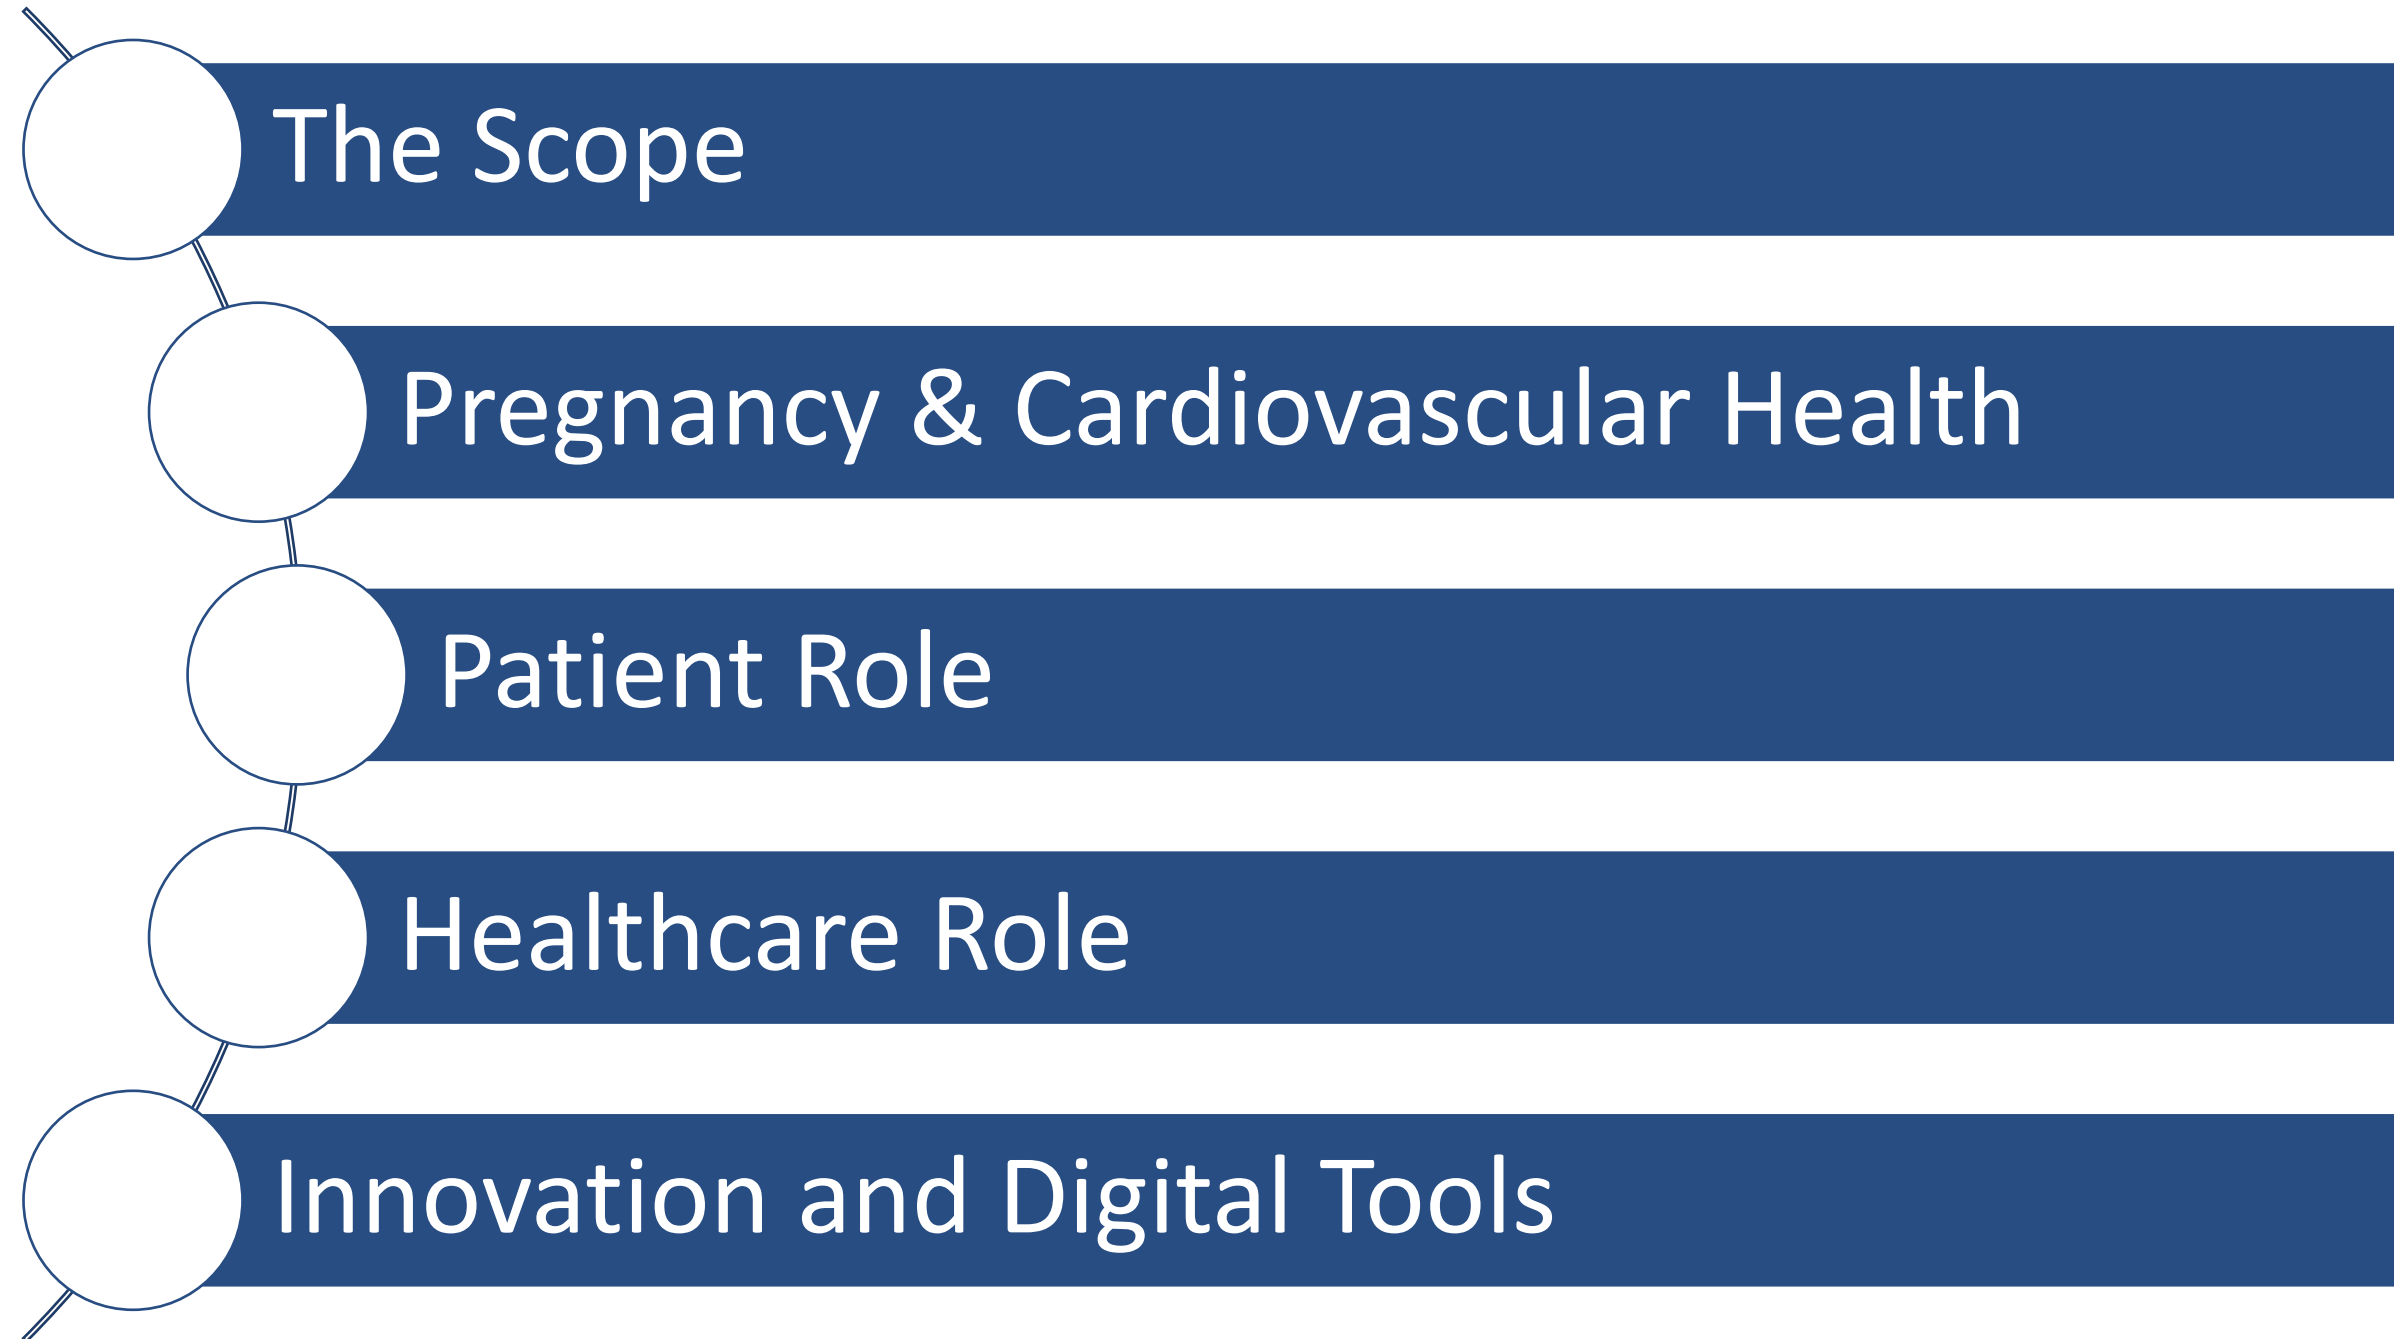 The Scope
Pregnancy & Cardiovascular Health
Patient Role
Healthcare Role
Innovation and Digital Tools